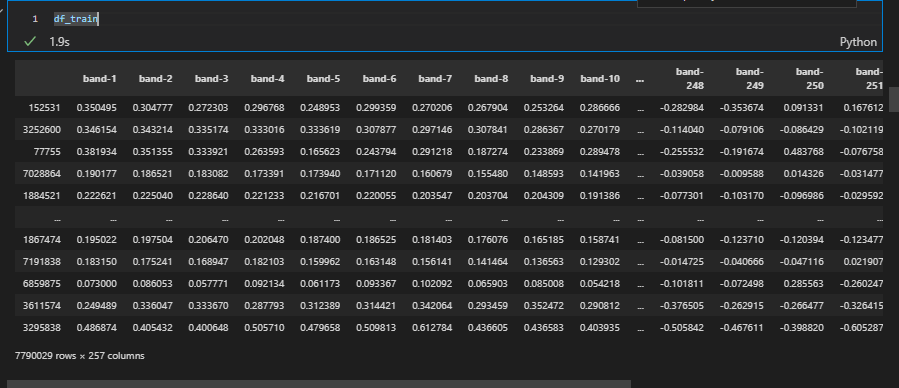 1 df_train
1.9s Python
band-1 band-2 band-3 band-4 band-5 band-6 band-7 band-8 band-9 band-10 ... band-248 band-249 band-250 band-251
152531 0.350495 0.304777 0.272303 0.296768 0.248953 0.299359 0.270206 0.267904 0.253264 0.286666 ... -0.282984 -0.353674 0.091331 0.167612
3252600 0.346154 0.343214 0.335174 0.333016 0.333619 0.307877 0.297146 0.307841 0.286367 0.270179 ... -0.114040 -0.079106 -0.086429 -0.102119
77755 0.381934 0.351355 0.333921 0.263593 0.165623 0.243794 0.291218 0.187274 0.233869 0.289478 ... -0.255532 -0.191674 0.483768 -0.076758
7028864 0.190177 0.186521 0.183082 0.173391 0.173940 0.171120 0.160679 0.155480 0.148593 0.141963 ... -0.039058 -0.009588 0.014326 -0.031477
1884521 0.222621 0.225040 0.228640 0.221233 0.216701 0.220055 0.203547 0.203704 0.204309 0.191386 ... -0.077301 -0.103170 -0.096986 -0.029592
... ... ... ... ... ... ... ... ... ... ... ... ... ... ... ...
1867474 0.195022 0.197504 0.206470 0.202048 0.187400 0.186525 0.181403 0.176076 0.165185 0.158741 ... -0.081500 -0.123710 -0.120394 -0.123477
7191838 0.183150 0.175241 0.168947 0.182103 0.159962 0.163148 0.156141 0.141464 0.136563 0.129302 ... -0.014725 -0.040666 -0.047116 0.021907
6859875 0.073000 0.086053 0.057771 0.092134 0.061173 0.093367 0.102092 0.065903 0.085008 0.054218 ... -0.101811 -0.072498 0.285563 -0.260247
3611574 0.249489 0.336047 0.333670 0.287793 0.312389 0.314421 0.342064 0.293459 0.352472 0.290812 ... -0.376505 -0.262915 -0.266477 -0.326415
3295838 0.486874 0.405432 0.400648 0.505710 0.479658 0.509813 0.612784 0.436605 0.436583 0.403935 ... -0.505842 -0.467611 -0.398820 -0.605287
7790029 rows × 257 columns